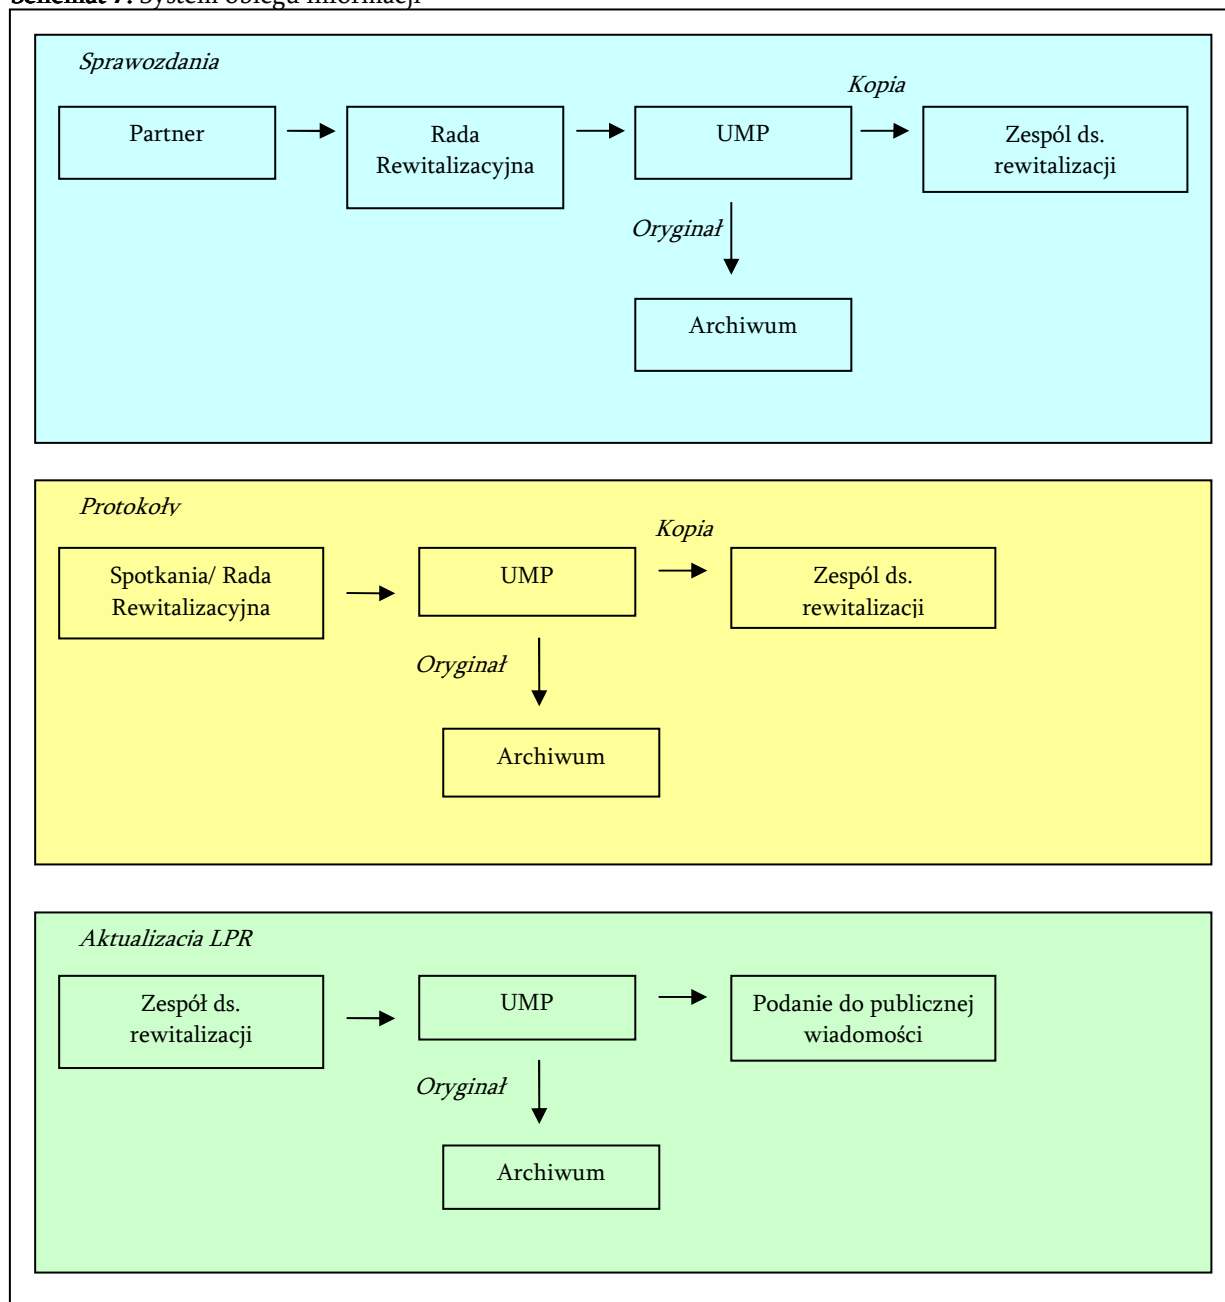 Schemat 7. System obiegu informacji
Sprawozdania
Kopia
Partner
Rada
Rewitalizacyjna
UMP
Zespól ds.
rewitalizacji
Oryginał
Archiwum
Protokoły
Kopia
Spotkania/ Rada
Rewitalizacyjna
UMP
Zespól ds.
rewitalizacji
Oryginał
Archiwum
Aktualizacja LPR
Zespół ds.
rewitalizacji
UMP
Podanie do publicznej
wiadomości
Oryginał
Archiwum